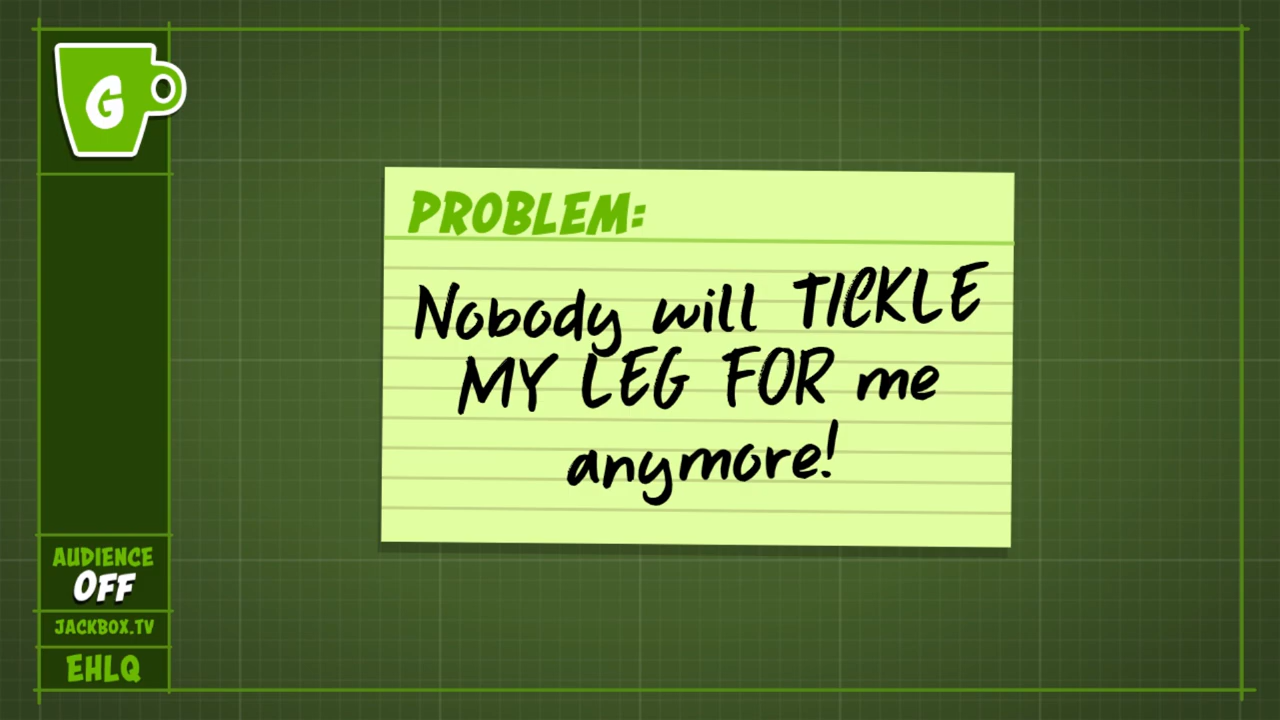 G
PROBLEM:
Nobody will TICKLE
MY LEG FOR me
anymore!
AUDIENCE
OFF
JACKBOX.TV
EHLQ